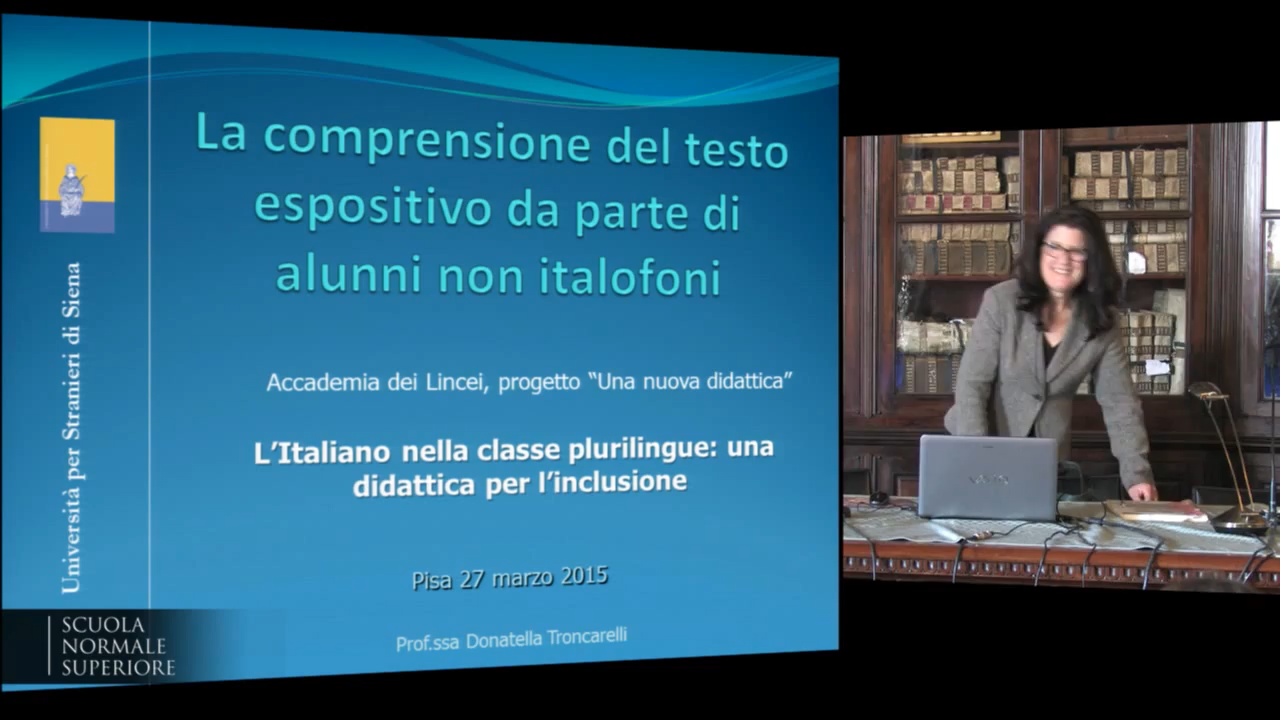 La comprensione del testo
espositivo da parte di
alunni non italofoni
Accademia dei Lincei, progetto “Una nuova didattica”
L’Italiano nella classe plurilingue: una
didattica per l’inclusione
Pisa 27 marzo 2015
Prof.ssa Donatella Troncarelli
Università per Stranieri di Siena
SCUOLA
NORMALE
SUPERIORE
VAIO